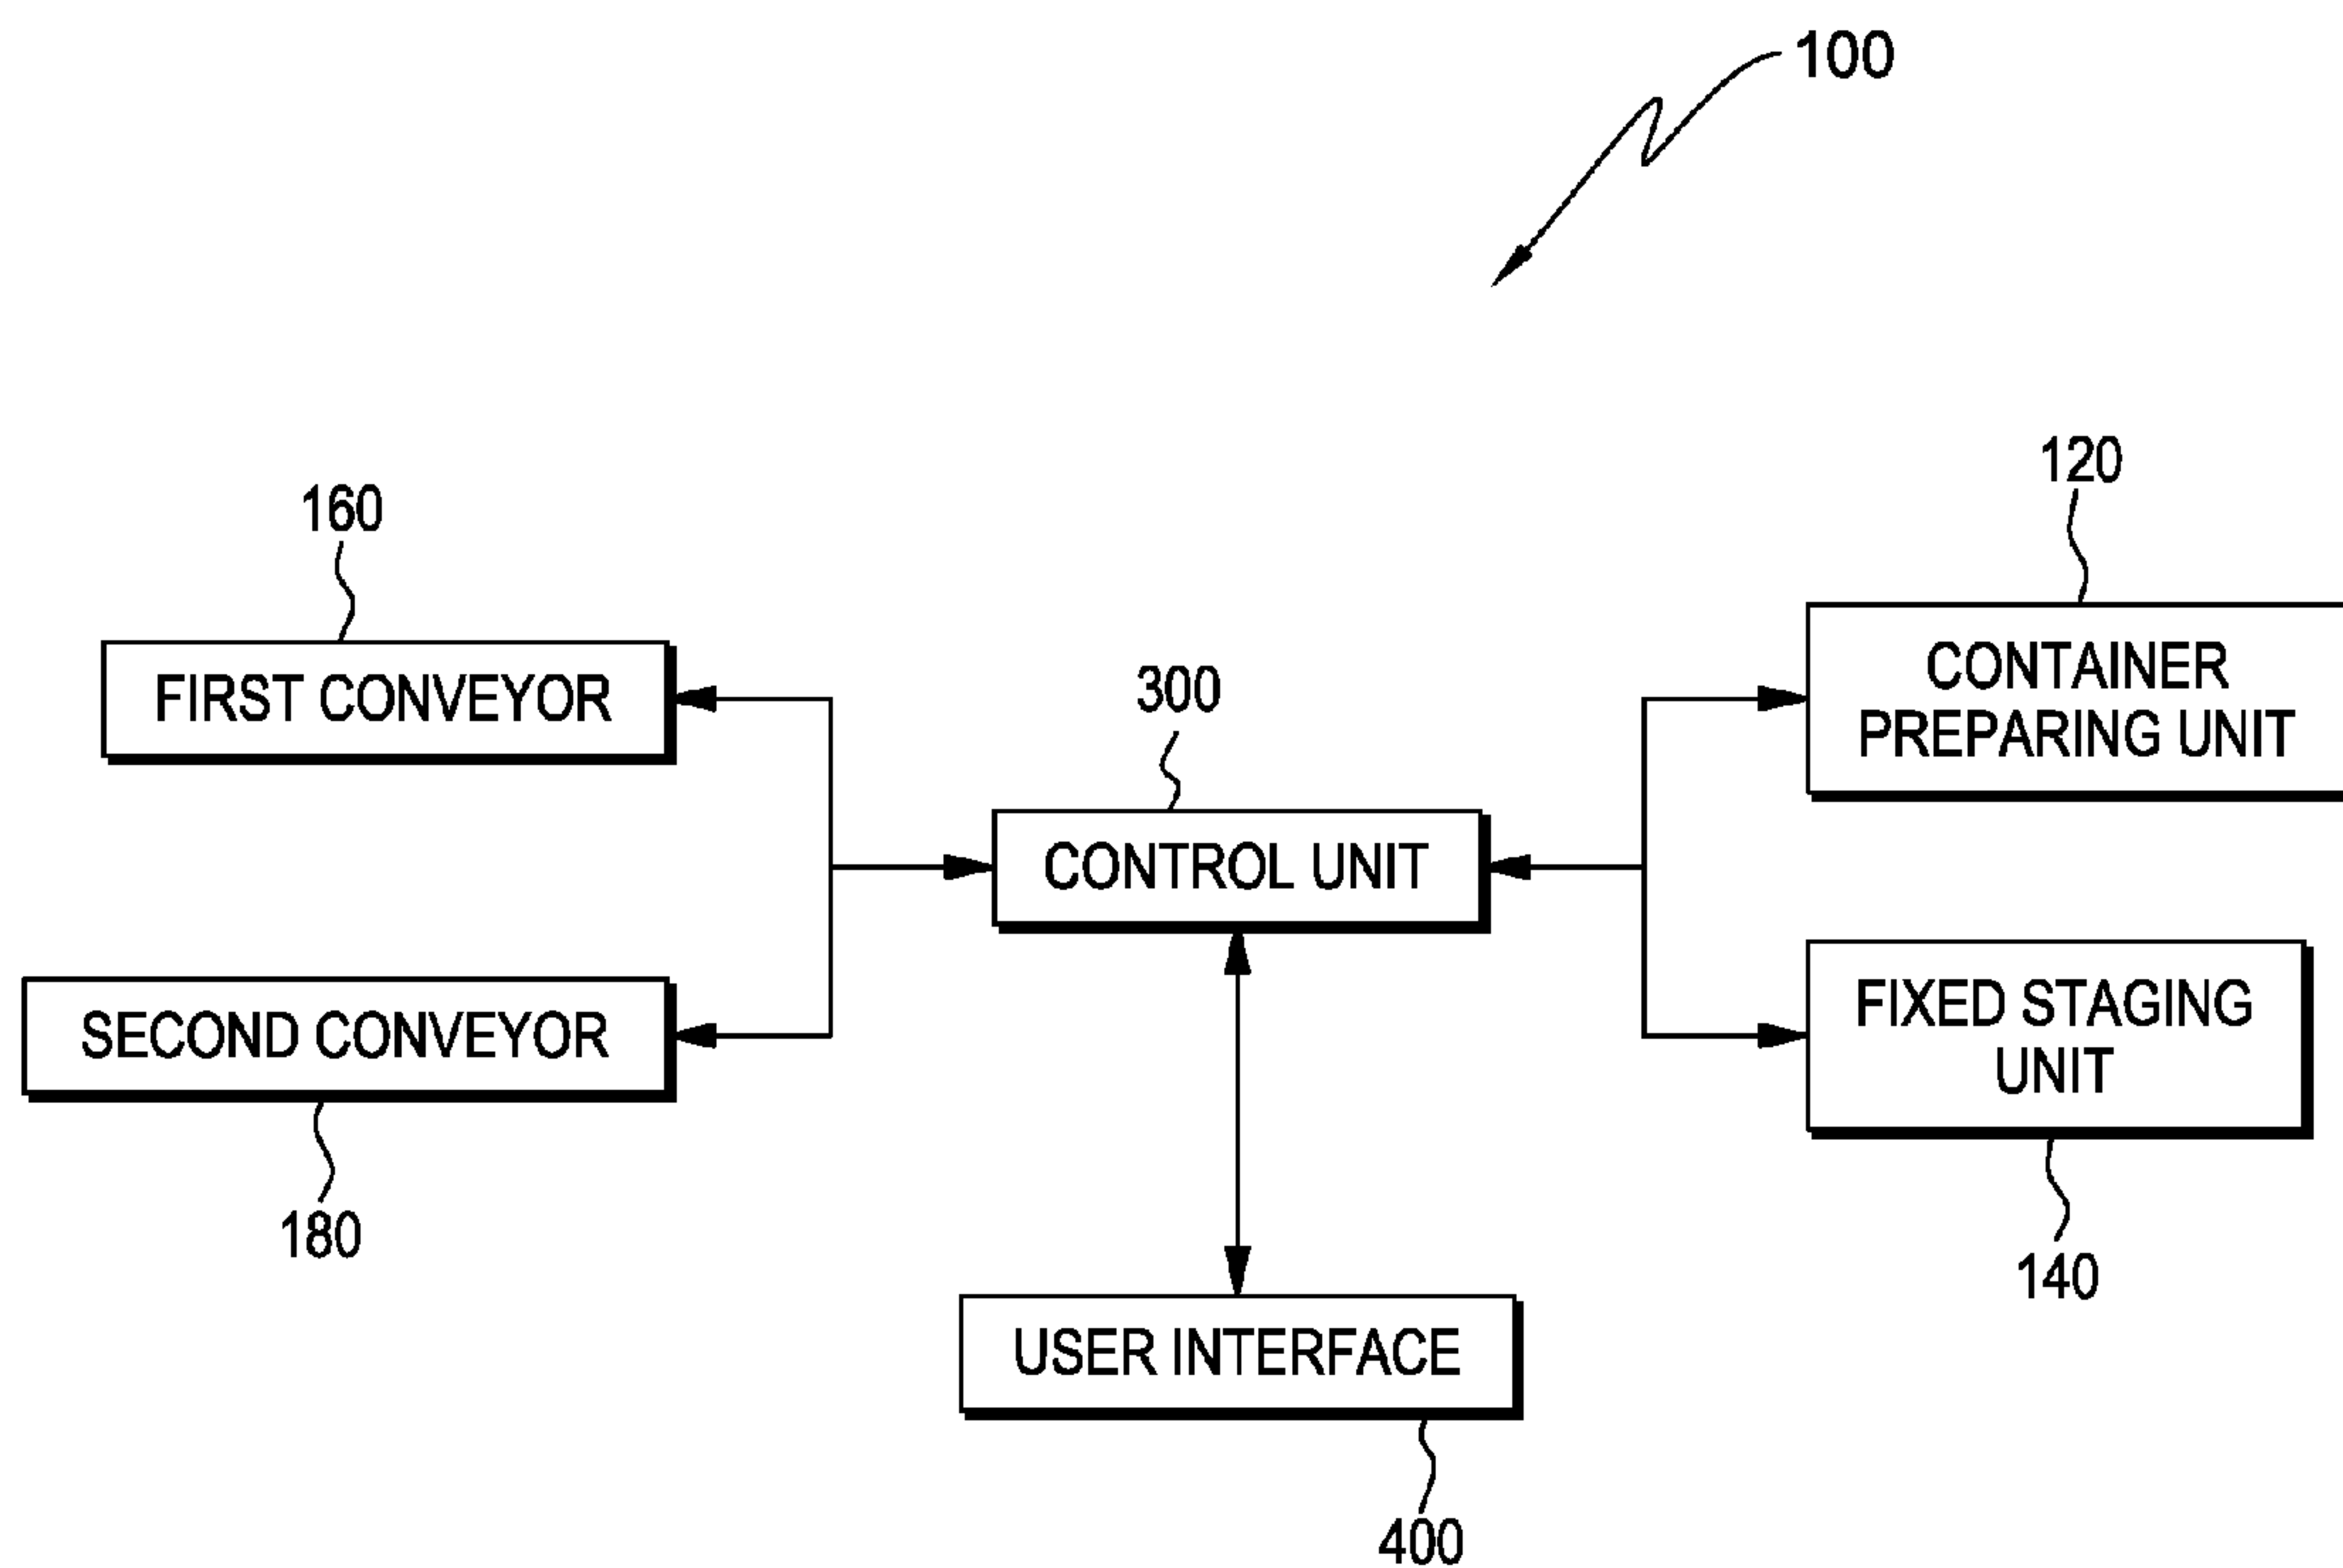 100
120
160
CONTAINER
PREPARING UNIT
FIRST CONVEYOR
300
CONTROL UNIT
SECOND CONVEYOR
FIXED STAGING
UNIT
180
140
USER INTERFACE
400